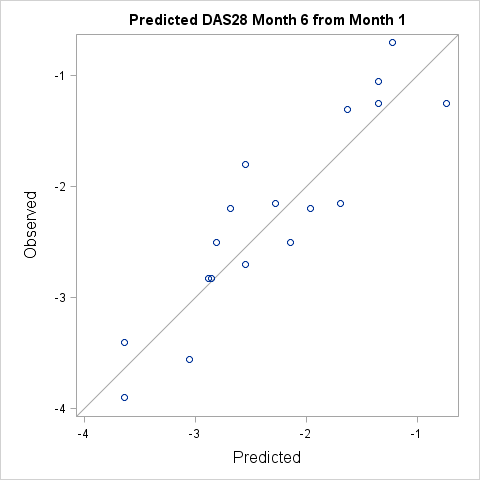 Predicted DAS28 Month 6 from Month 1
-1
-2
-3
-4
Observed
-4 -3 -2 -1
Predicted